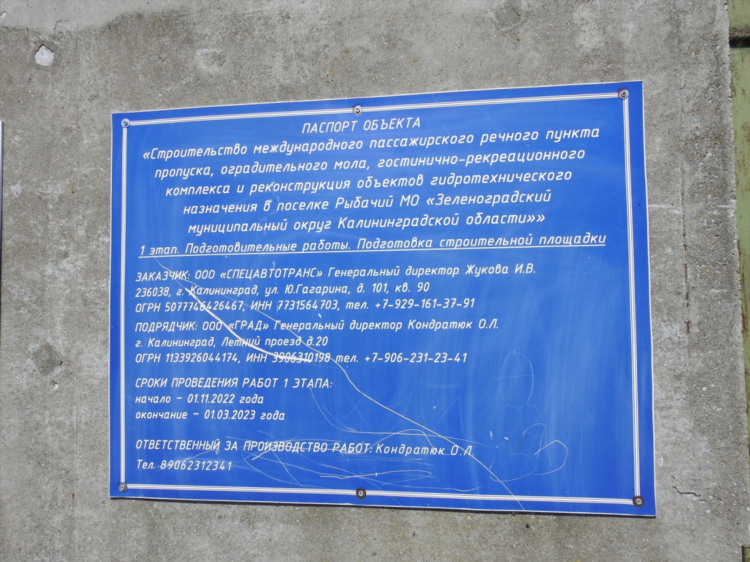 ПАСПОРТ ОБЪЕКТА
«Строительство международного пассажирского речного пункта
пропуска, оградительного мола, гостинично-рекреационного
комплекса и реконструкция объектов гидротехнического
назначения в поселке Рыбачий МО «Зеленоградский
муниципальный округ Калининградской области»»
1 этап. Подготовительные работы. Подготовка строительной площадки
ЗАКАЗЧИК: ООО «СПЕЦАВТОТРАНС» Генеральный директор Жукова И.В.
236038, г. Калининград, ул. Ю.Гагарина, д. 101, кв. 90
ОГРН 5077746426467, ИНН 7731564703, тел. +7-929-161-37-91
ПОДРЯДЧИК: ООО «ГРАД» Генеральный директор Кондратюк О.Л.
г. Калининград, Летний проезд д.20
ОГРН 1133926044174, ИНН 3906310198 тел. +7-906-231-23-41
СРОКИ ПРОВЕДЕНИЯ РАБОТ 1 ЭТАПА:
начало - 01.11.2022 года
окончание - 01.03.2023 года
ОТВЕТСТВЕННЫЙ ЗА ПРОИЗВОДСТВО РАБОТ: Кондратюк О.Л
Тел. 89062312341